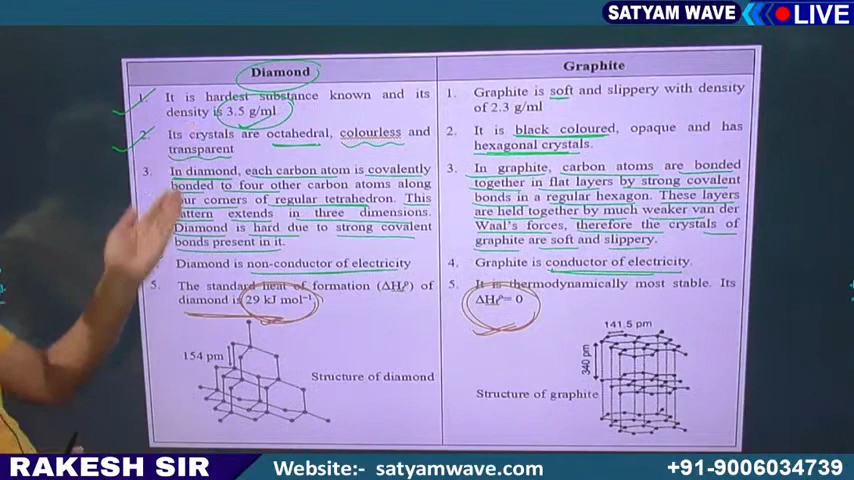 SATYAM WAVE
LIVE
Diamond
1. It is hardest substance known and its
density is 3.5 g/ml
2. Its crystals are octahedral, colourless and
transparent
3. In diamond, each carbon atom is covalently
bonded to four other carbon atoms along
four corners of regular tetrahedron. This
pattern extends in three dimensions.
Diamond is hard due to strong covalent
bonds present in it.
Diamond is non-conductor of electricity
5. The standard heat of formation (ΔHf°) of
diamond is 29 kJ mol⁻¹
154 pm
Structure of diamond
Graphite
1. Graphite is soft and slippery with density
of 2.3 g/ml
2. It is black coloured, opaque and has
hexagonal crystals.
3. In graphite, carbon atoms are bonded
together in flat layers by strong covalent
bonds in a regular hexagon. These layers
are held together by much weaker van der
Waal's forces, therefore the crystals of
graphite are soft and slippery.
4. Graphite is conductor of electricity.
5. It is thermodynamically most stable. Its
ΔHf° = 0
141.5 pm
340 pm
Structure of graphite
RAKESH SIR
Website:- satyamwave.com
+91-9006034739